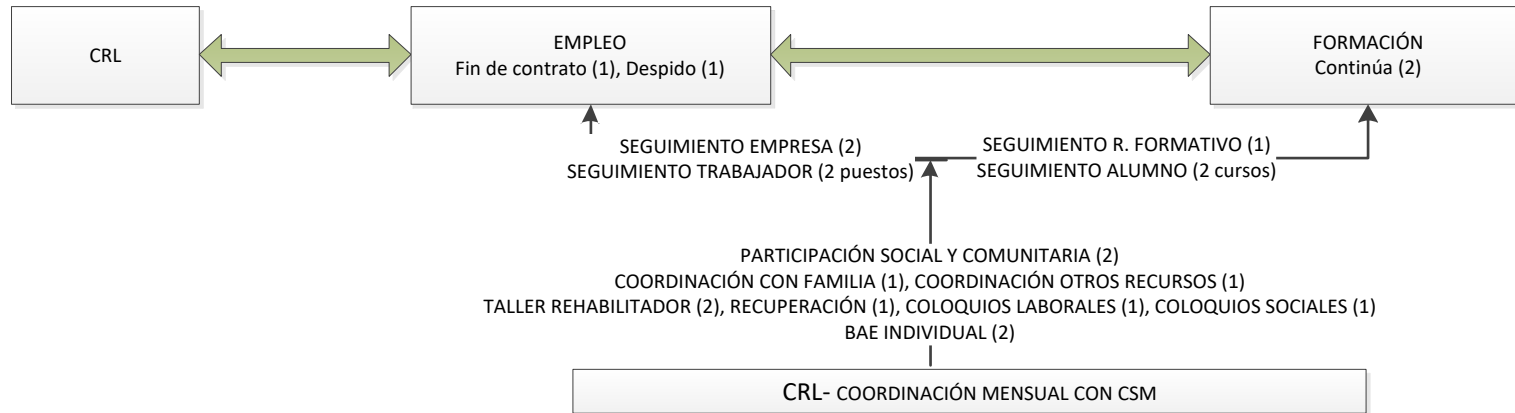 CRL
EMPLEO
Fin de contrato (1), Despido (1)
FORMACIÓN
Continúa (2)
SEGUIMIENTO EMPRESA (2)
SEGUIMIENTO TRABAJADOR (2 puestos)
SEGUIMIENTO R. FORMATIVO (1)
SEGUIMIENTO ALUMNO (2 cursos)
PARTICIPACIÓN SOCIAL Y COMUNITARIA (2)
COORDINACIÓN CON FAMILIA (1), COORDINACIÓN OTROS RECURSOS (1)
TALLER REHABILITADOR (2), RECUPERACIÓN (1), COLOQUIOS LABORALES (1), COLOQUIOS SOCIALES (1)
BAE INDIVIDUAL (2)
CRL- COORDINACIÓN MENSUAL CON CSM